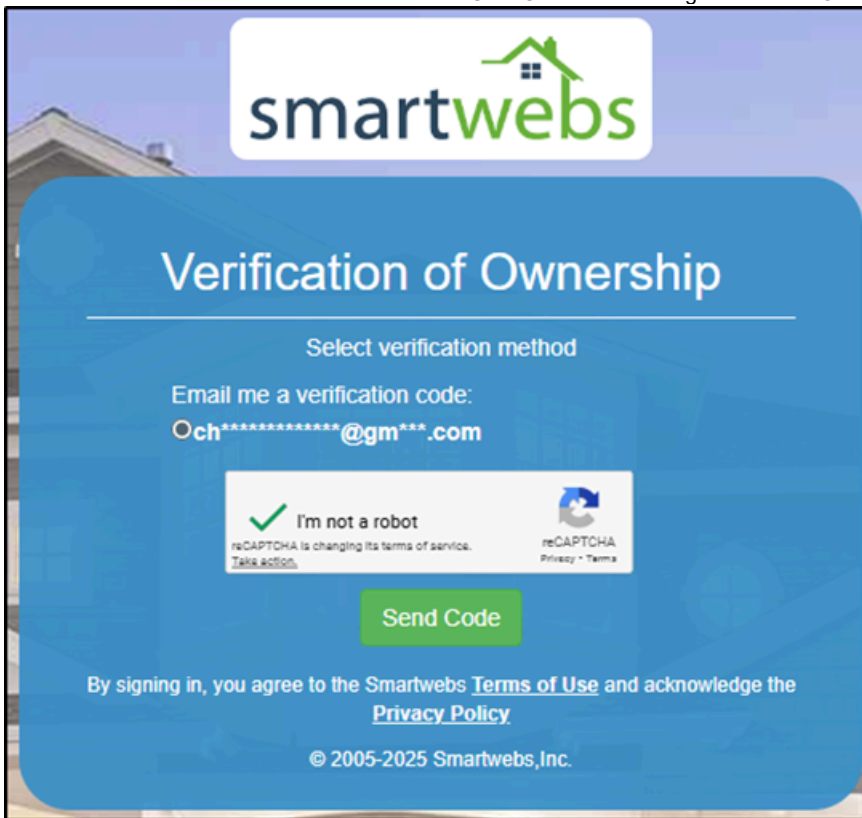 smartwebs
Verification of Ownership
Select verification method
Email me a verification code:
ch*************@gm***.com
I'm not a robot
reCAPTCHA is changing its terms of service.
Take action.
reCAPTCHA
Privacy • Terms
Send Code
By signing in, you agree to the Smartwebs Terms of Use and acknowledge the
Privacy Policy
© 2005-2025 Smartwebs,Inc.